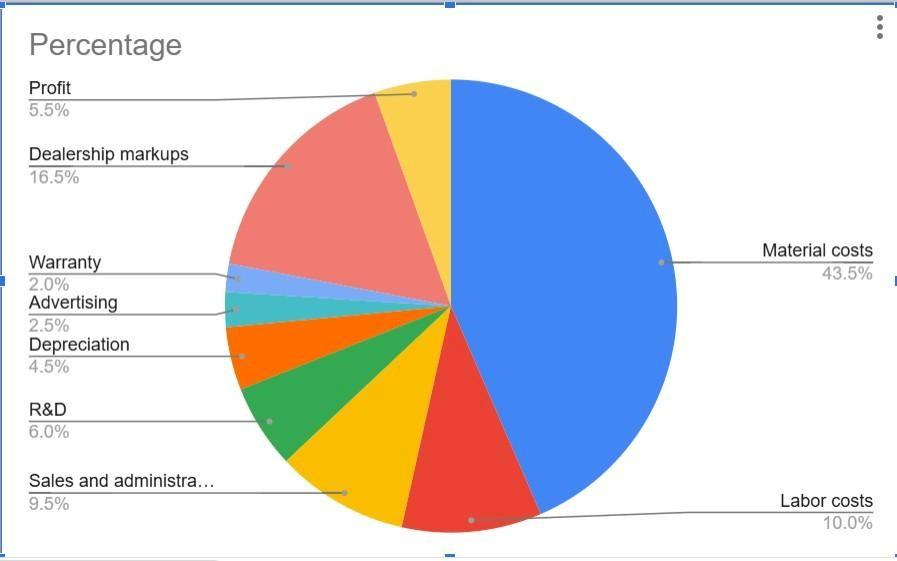 Percentage
Profit
5.5%
Dealership markups
16.5%
Warranty
2.0%
Advertising
2.5%
Depreciation
4.5%
R&D
6.0%
Sales and administra…
9.5%
Material costs
43.5%
Labor costs
10.0%